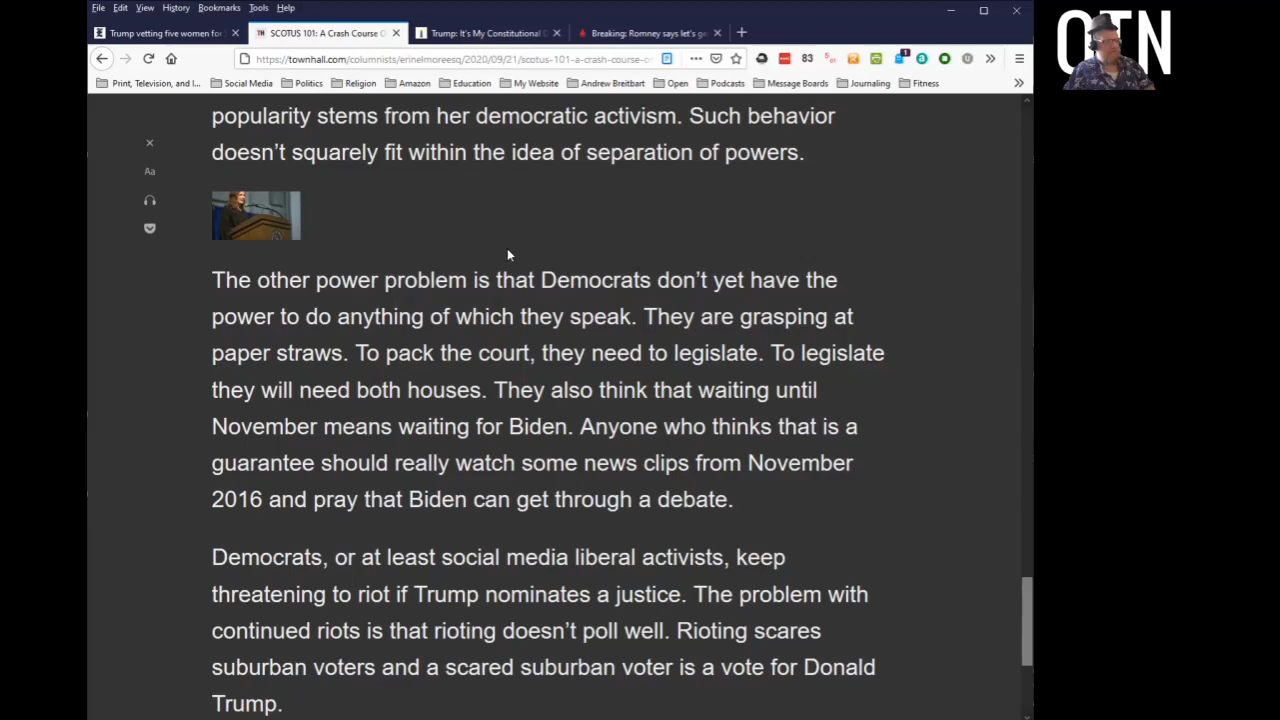 File Edit View History Bookmarks Tools Help
Trump vetting five women for
TH SCOTUS 101: A Crash Course O
Trump: It's My Constitutional D
Breaking: Romney says let's ge
https://townhall.com/columnists/erinelmoreesq/2020/09/21/scotus-101-a-crash-course-o
83
1
Print, Television, and I... Social Media Politics Religion Amazon Education My Website Andrew Breitbart Open Podcasts Message Boards Journaling Fitness
OTN
popularity stems from her democratic activism. Such behavior
doesn't squarely fit within the idea of separation of powers.
Aa
The other power problem is that Democrats don't yet have the
power to do anything of which they speak. They are grasping at
paper straws. To pack the court, they need to legislate. To legislate
they will need both houses. They also think that waiting until
November means waiting for Biden. Anyone who thinks that is a
guarantee should really watch some news clips from November
2016 and pray that Biden can get through a debate.
Democrats, or at least social media liberal activists, keep
threatening to riot if Trump nominates a justice. The problem with
continued riots is that rioting doesn't poll well. Rioting scares
suburban voters and a scared suburban voter is a vote for Donald
Trump.